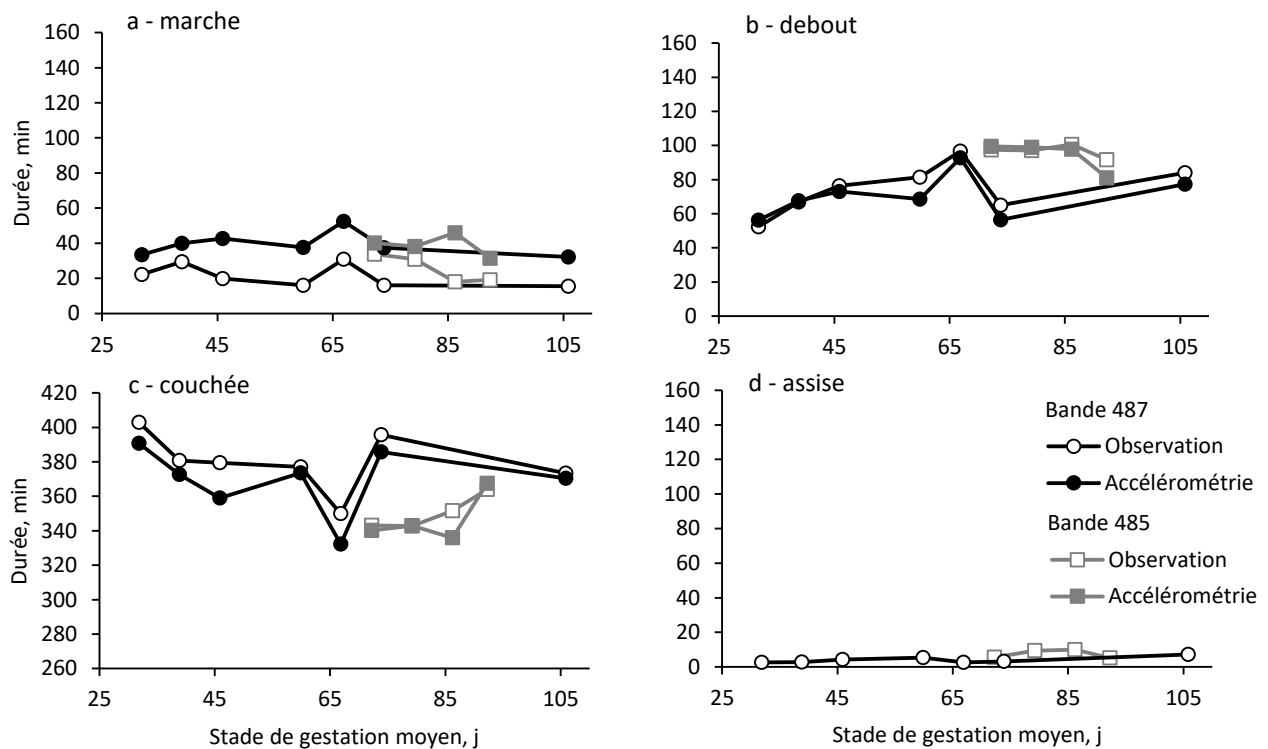 a - marche
160
140
120
100
80
60
40
20
0
Durée, min
25 45 65 85 105
b - debout
160
140
120
100
80
60
40
20
0
25 45 65 85 105
c - couchée
420
400
380
360
340
320
300
280
260
Durée, min
25 45 65 85 105
Stade de gestation moyen, j
d - assise
160
140
120
100
80
60
40
20
0
25 45 65 85 105
Stade de gestation moyen, j
Bande 487
Observation
Accélérométrie
Bande 485
Observation
Accélérométrie